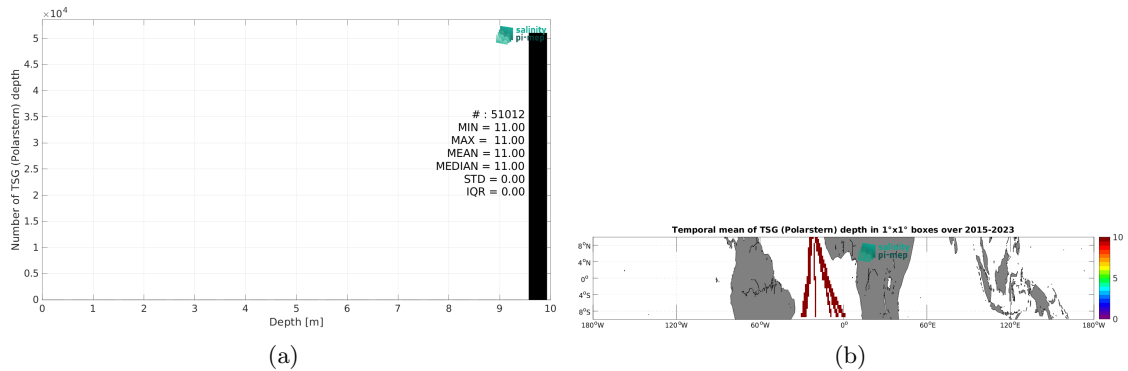 ×10⁴
5
4.5
4
3.5
3
2.5
2
1.5
1
0.5
0
Number of TSG (Polarstern) depth
salinity
pi-mep
# : 51012
MIN = 11.00
MAX = 11.00
MEAN = 11.00
MEDIAN = 11.00
STD = 0.00
IQR = 0.00
0 1 2 3 4 5 6 7 8 9 10
Depth [m]
(a)
Temporal mean of TSG (Polarstern) depth in 1°x1° boxes over 2015-2023
salinity
pi-mep
8°N
4°N
0°
4°S
8°S
180°W 120°W 60°W 0° 60°E 120°E 180°W
10
5
0
(b)